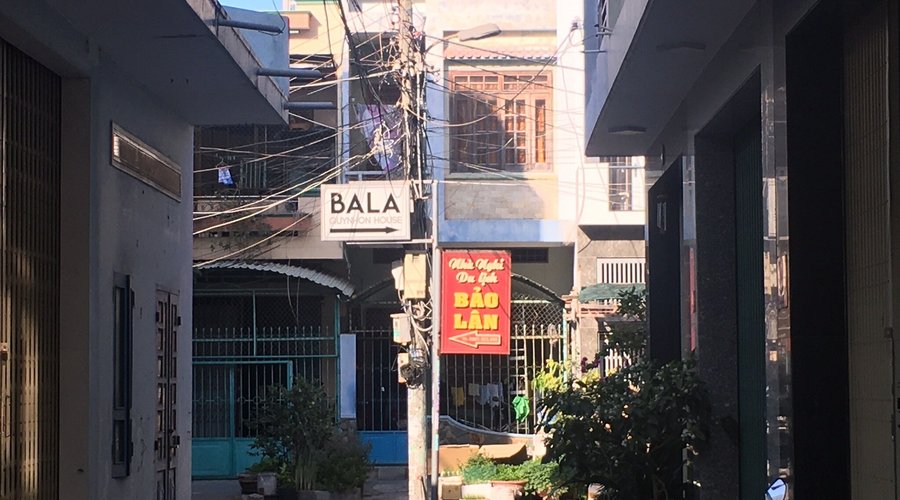 BALA
QUYNHON HOUSE
Nhà Nghỉ
Du lịch
BẢO
LÂN